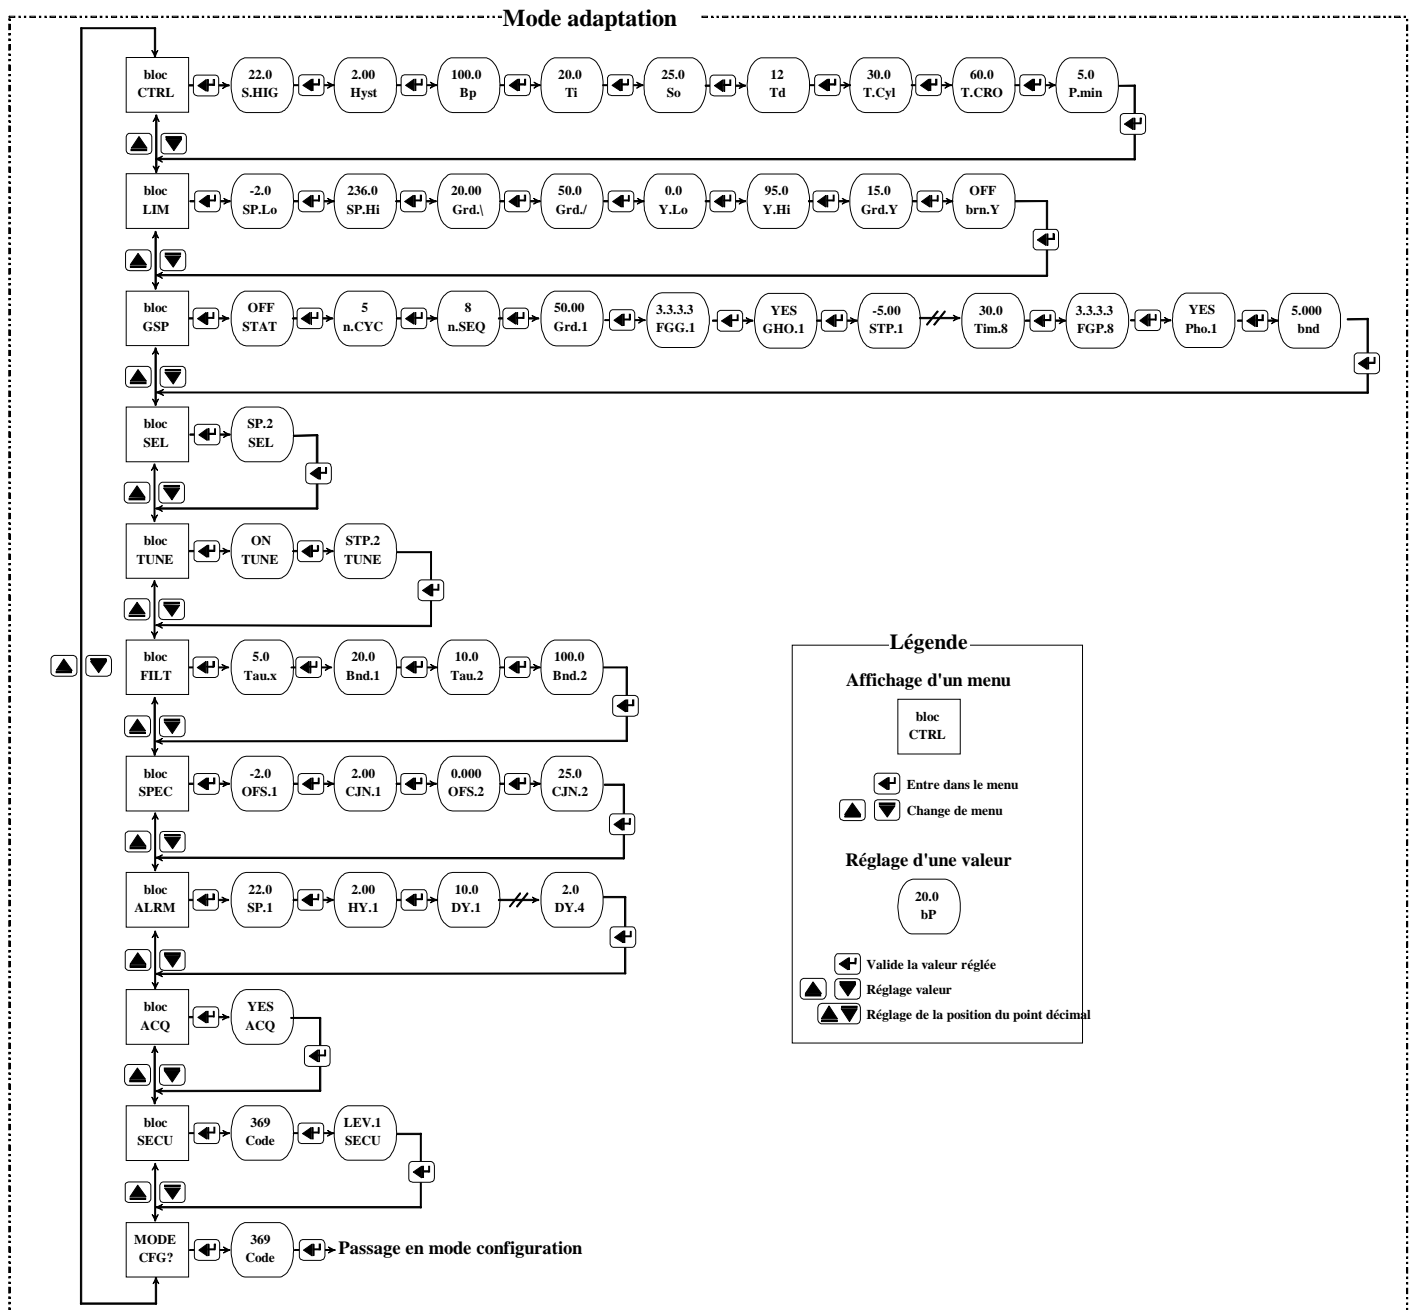 Mode adaptation
bloc
CTRL
22.0
S.HIG
2.00
Hyst
100.0
Bp
20.0
Ti
25.0
So
12
Td
30.0
T.Cyl
60.0
T.CRO
5.0
P.min
bloc
LIM
-2.0
SP.Lo
236.0
SP.Hi
20.00
Grd.\
50.0
Grd./
0.0
Y.Lo
95.0
Y.Hi
15.0
Grd.Y
OFF
brn.Y
bloc
GSP
OFF
STAT
5
n.CYC
8
n.SEQ
50.00
Grd.1
3.3.3.3
FGG.1
YES
GHO.1
-5.00
STP.1
30.0
Tim.8
3.3.3.3
FGP.8
YES
Pho.1
5.000
bnd
bloc
SEL
SP.2
SEL
bloc
TUNE
ON
TUNE
STP.2
TUNE
bloc
FILT
5.0
Tau.x
20.0
Bnd.1
10.0
Tau.2
100.0
Bnd.2
bloc
SPEC
-2.0
OFS.1
2.00
CJN.1
0.000
OFS.2
25.0
CJN.2
bloc
ALRM
22.0
SP.1
2.00
HY.1
10.0
DY.1
2.0
DY.4
bloc
ACQ
YES
ACQ
bloc
SECU
369
Code
LEV.1
SECU
MODE
CFG?
369
Code
Passage en mode configuration
Légende
Affichage d'un menu
bloc
CTRL
Entre dans le menu
Change de menu
Réglage d'une valeur
20.0
bP
Valide la valeur réglée
Réglage valeur
Réglage de la position du point décimal